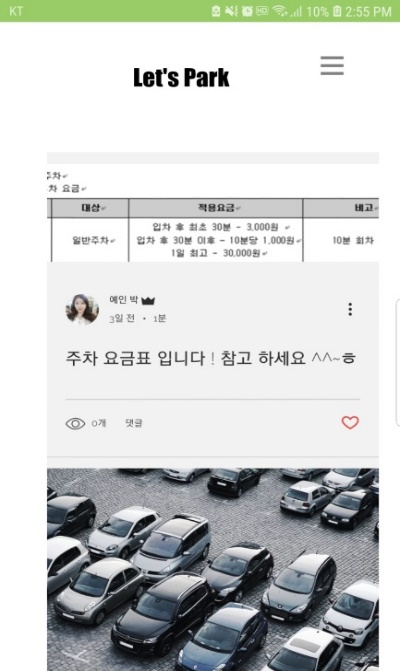 KT 10% 2:55 PM
Let's Park
주차
차 요금
대상 적용요금 비고
일반주차 입차 후 최초 30분 - 3,000원
입차 후 30분 이후 - 10분당 1,000원 10분 회차
1일 최고 - 30,000원
예인 박
3일 전 · 1분
주차 요금표 입니다 ! 참고 하세요 ^^~ㅎ
0개 댓글